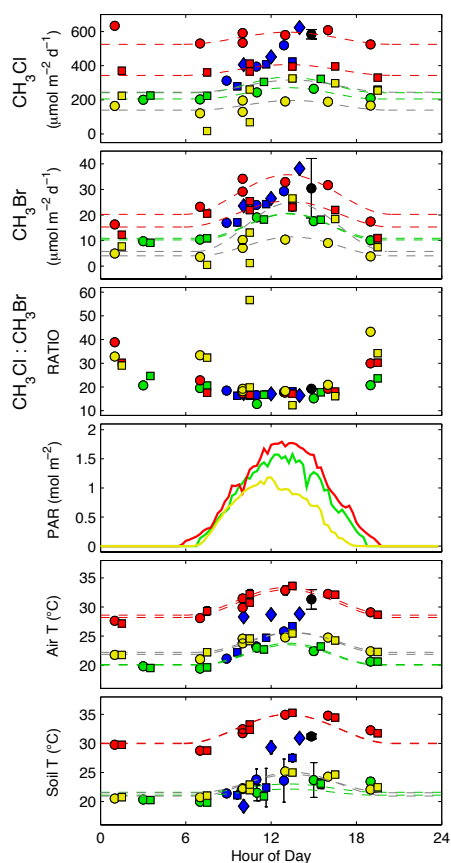 CH3Cl
(μmol m-2 d-1)
600
400
200
0
CH3Br
(μmol m-2 d-1)
40
30
20
10
0
CH3Cl : CH3Br
RATIO
60
50
40
30
20
10
PAR (mol m-2)
2
1.5
1
0.5
0
Air T (°C)
35
30
25
20
Soil T (°C)
35
30
25
20
0 6 12 18 24
Hour of Day